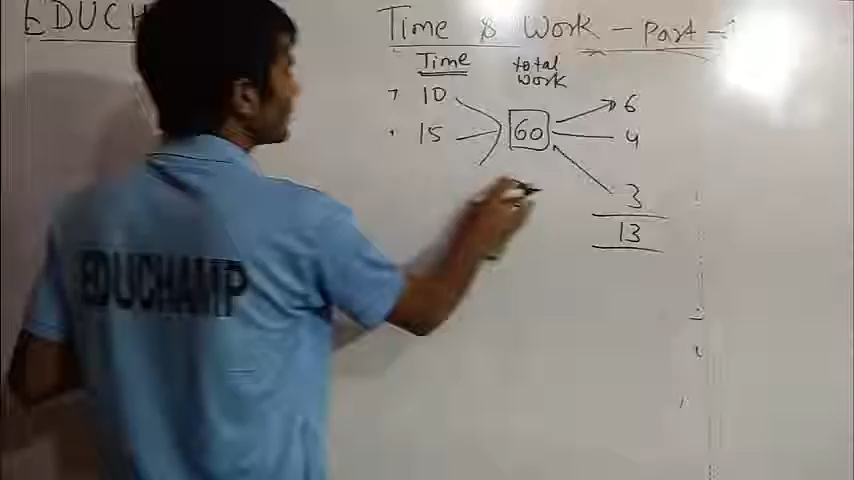 EDUCH
Time & Work - Part -
Time
total
work
10
15
60
6
4
3
13
EDUCHAMP